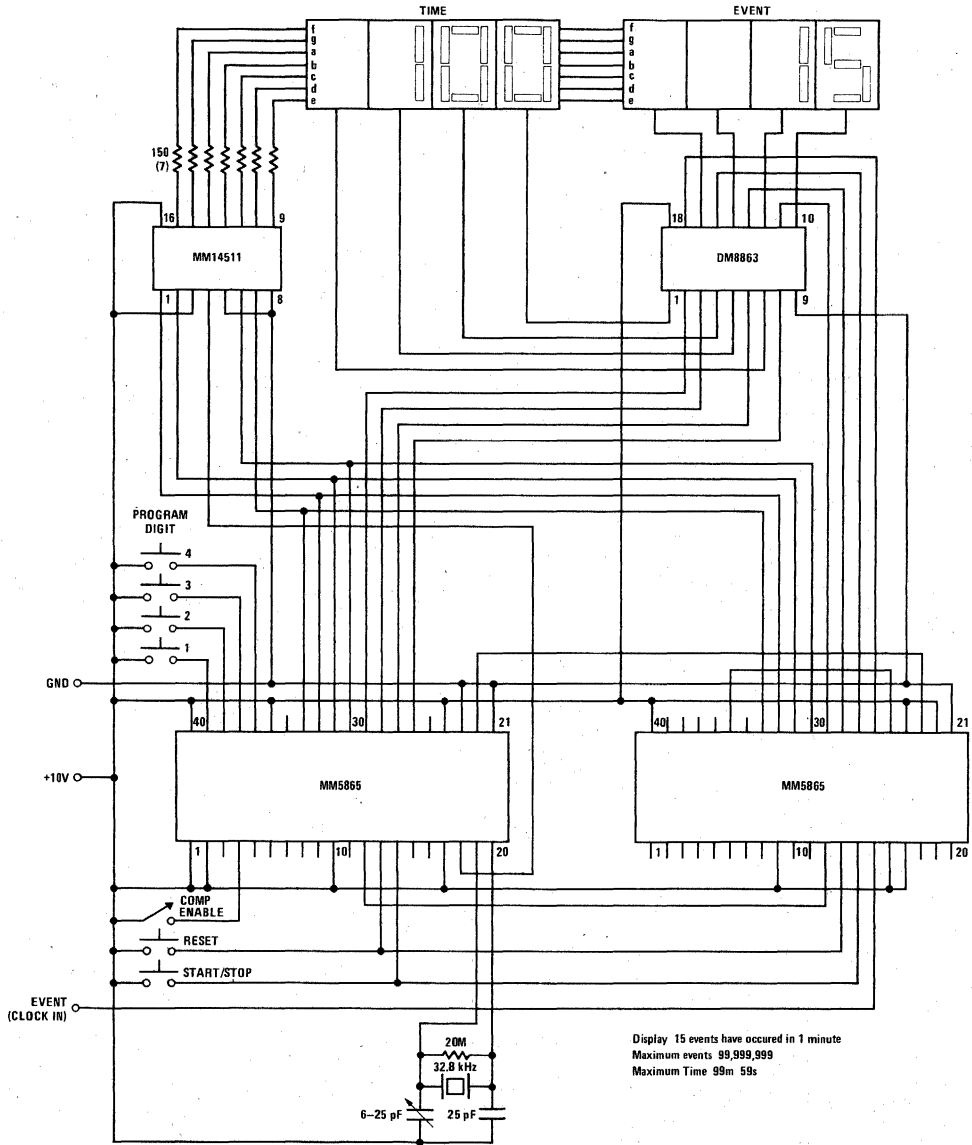 TIME
EVENT
f
g
a
b
c
d
e
f
g
a
b
c
d
e
150
(7)
16
9
MM14511
1
8
18
10
DM8863
1
9
PROGRAM
DIGIT
4
3
2
1
GND
40
30
21
40
30
21
+10V
MM5865
MM5865
1
10
20
1
10
20
COMP
ENABLE
RESET
START/STOP
EVENT
(CLOCK IN)
20M
32.8 kHz
6–25 pF
25 pF
Display 15 events have occured in 1 minute
Maximum events 99,999,999
Maximum Time 99m 59s